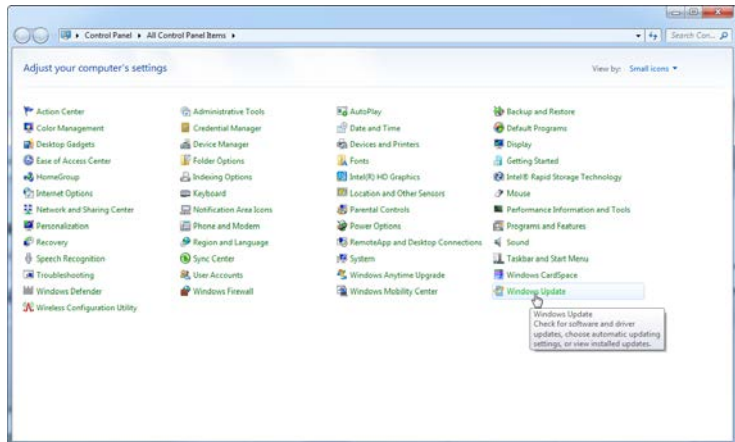 Control Panel ▸ All Control Panel Items ▸ Search Con...
Adjust your computer's settings
View by: Small icons
Action Center Administrative Tools AutoPlay Backup and Restore
Color Management Credential Manager Date and Time Default Programs
Desktop Gadgets Device Manager Devices and Printers Display
Ease of Access Center Folder Options Fonts Getting Started
HomeGroup Indexing Options Intel(R) HD Graphics Intel® Rapid Storage Technology
Internet Options Keyboard Location and Other Sensors Mouse
Network and Sharing Center Notification Area Icons Parental Controls Performance Information and Tools
Personalization Phone and Modem Power Options Programs and Features
Recovery Region and Language RemoteApp and Desktop Connections Sound
Speech Recognition Sync Center System Taskbar and Start Menu
Troubleshooting User Accounts Windows Anytime Upgrade Windows CardSpace
Windows Defender Windows Firewall Windows Mobility Center Windows Update
Wireless Configuration Utility
Windows Update
Check for software and driver
updates, choose automatic updating
settings, or view installed updates.